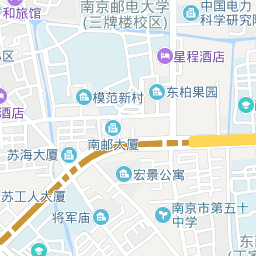 南京邮电大学
(三牌楼校区)
中国电力
科学研究院
和旅馆
星程酒店
模范新村
东柏果园
酒店
南邮大厦
苏海大厦
宏景公寓
苏工人大厦
将军庙
南京市第五十
中学